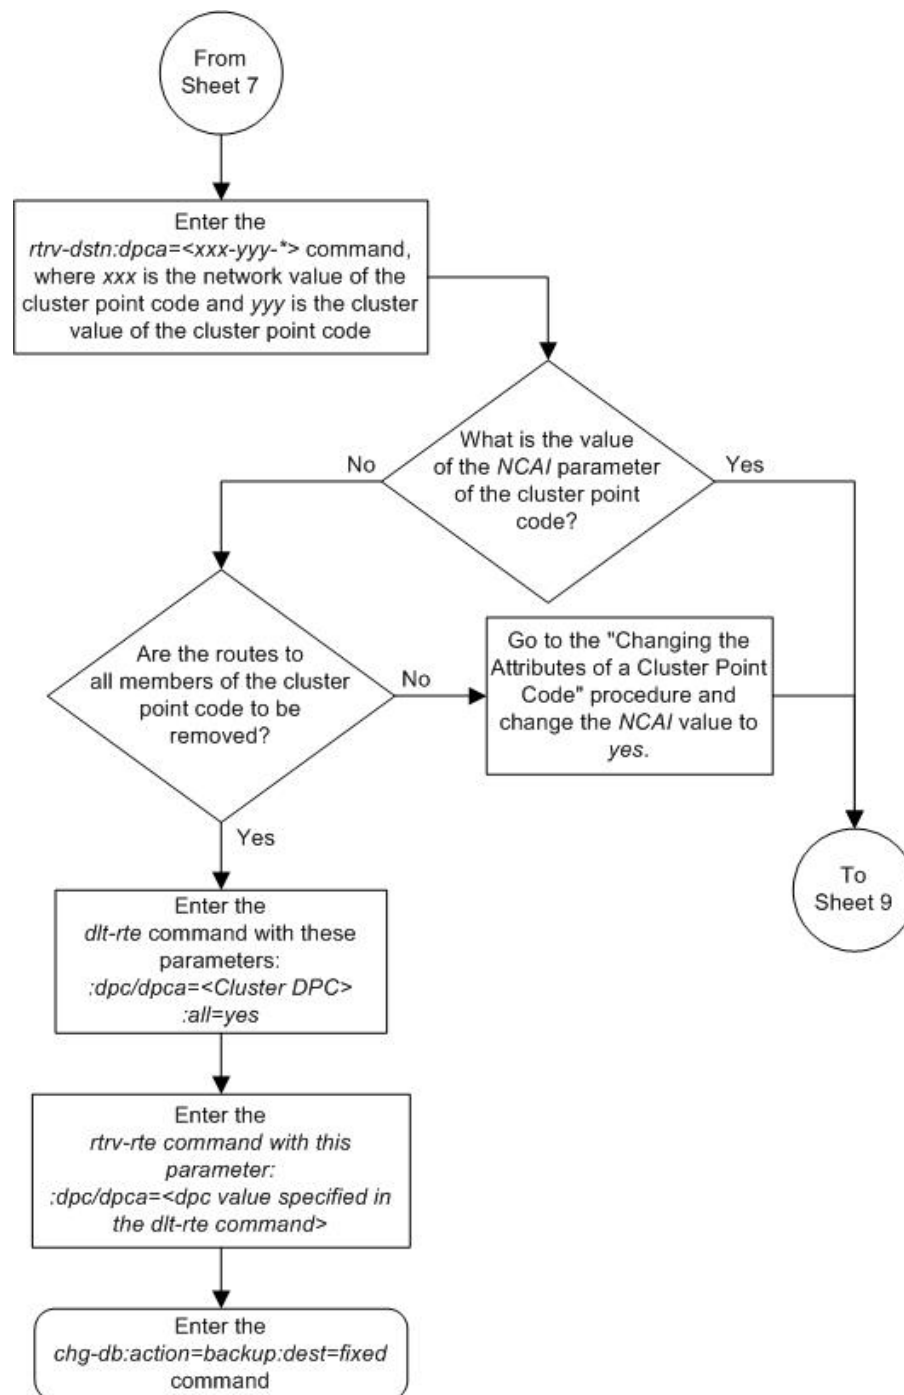 From
Sheet 7
Enter the
rtrv-dstn:dpca=<xxx-yyy-*> command,
where xxx is the network value of the
cluster point code and yyy is the cluster
value of the cluster point code
What is the value
of the NCAI parameter
of the cluster point
code?
No
Yes
Are the routes to
all members of the cluster
point code to be
removed?
No
Go to the "Changing the
Attributes of a Cluster Point
Code" procedure and
change the NCAI value to
yes.
Yes
To
Sheet 9
Enter the
dlt-rte command with these
parameters:
:dpc/dpca=<Cluster DPC>
:all=yes
Enter the
rtrv-rte command with this
parameter:
:dpc/dpca=<dpc value specified in
the dlt-rte command>
Enter the
chg-db:action=backup:dest=fixed
command